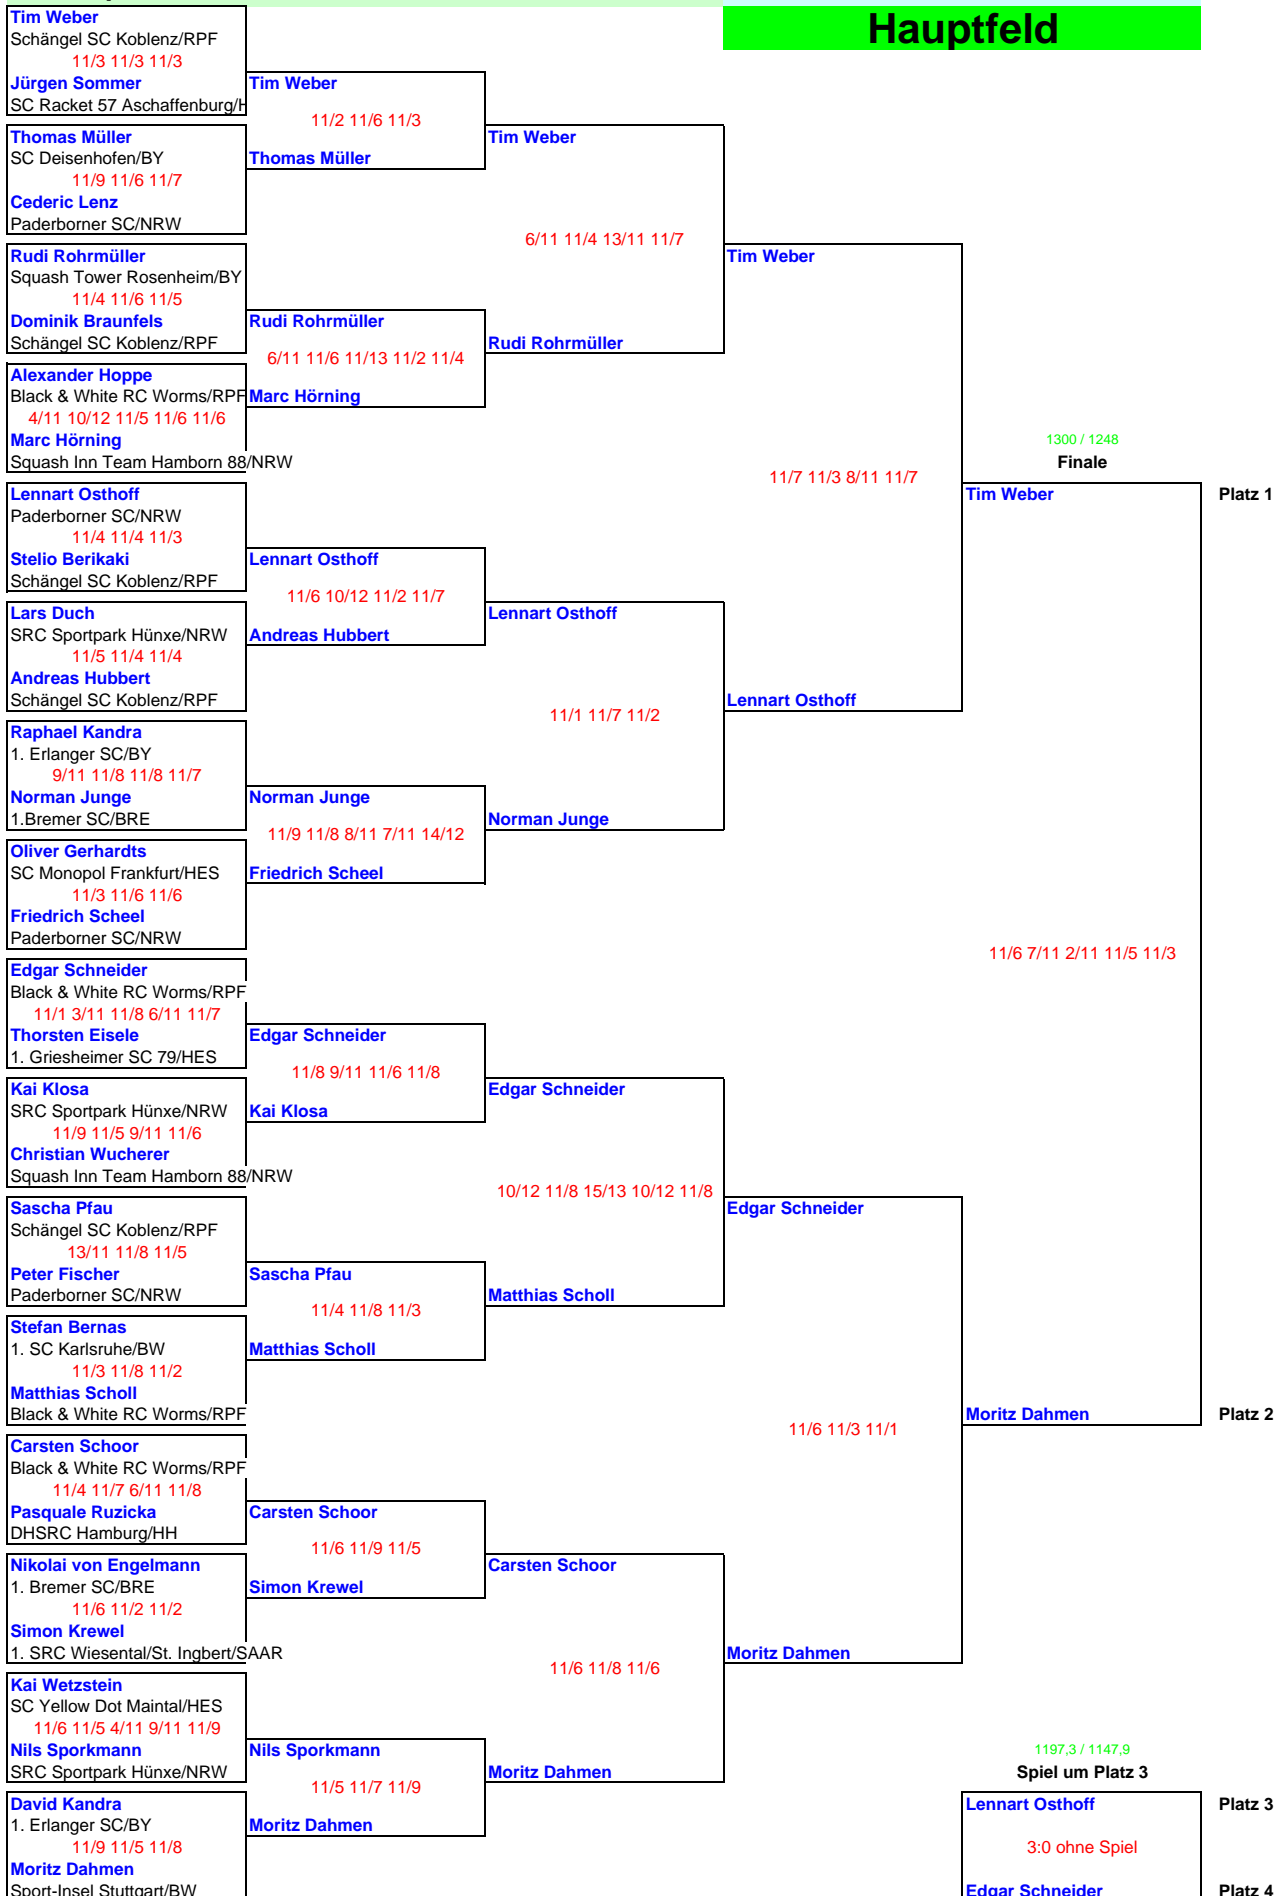 Hauptfeld
Tim Weber
Schängel SC Koblenz/RPF
11/3 11/3 11/3
Jürgen Sommer
SC Racket 57 Aschaffenburg/H
Thomas Müller
SC Deisenhofen/BY
11/9 11/6 11/7
Cederic Lenz
Paderborner SC/NRW
Rudi Rohrmüller
Squash Tower Rosenheim/BY
11/4 11/6 11/5
Dominik Braunfels
Schängel SC Koblenz/RPF
Alexander Hoppe
Black & White RC Worms/RPF
4/11 10/12 11/5 11/6 11/6
Marc Hörning
Squash Inn Team Hamborn 88/NRW
Lennart Osthoff
Paderborner SC/NRW
11/4 11/4 11/3
Stelio Berikaki
Schängel SC Koblenz/RPF
Lars Duch
SRC Sportpark Hünxe/NRW
11/5 11/4 11/4
Andreas Hubbert
Schängel SC Koblenz/RPF
Raphael Kandra
1. Erlanger SC/BY
9/11 11/8 11/8 11/7
Norman Junge
1.Bremer SC/BRE
Oliver Gerhardts
SC Monopol Frankfurt/HES
11/3 11/6 11/6
Friedrich Scheel
Paderborner SC/NRW
Edgar Schneider
Black & White RC Worms/RPF
11/1 3/11 11/8 6/11 11/7
Thorsten Eisele
1. Griesheimer SC 79/HES
Kai Klosa
SRC Sportpark Hünxe/NRW
11/9 11/5 9/11 11/6
Christian Wucherer
Squash Inn Team Hamborn 88/NRW
Sascha Pfau
Schängel SC Koblenz/RPF
13/11 11/8 11/5
Peter Fischer
Paderborner SC/NRW
Stefan Bernas
1. SC Karlsruhe/BW
11/3 11/8 11/2
Matthias Scholl
Black & White RC Worms/RPF
Carsten Schoor
Black & White RC Worms/RPF
11/4 11/7 6/11 11/8
Pasquale Ruzicka
DHSRC Hamburg/HH
Nikolai von Engelmann
1. Bremer SC/BRE
11/6 11/2 11/2
Simon Krewel
1. SRC Wiesental/St. Ingbert/SAAR
Kai Wetzstein
SC Yellow Dot Maintal/HES
11/6 11/5 4/11 9/11 11/9
Nils Sporkmann
SRC Sportpark Hünxe/NRW
David Kandra
1. Erlanger SC/BY
11/9 11/5 11/8
Moritz Dahmen
Sport-Insel Stuttgart/BW
Tim Weber
11/2 11/6 11/3
Thomas Müller
Rudi Rohrmüller
6/11 11/6 11/13 11/2 11/4
Marc Hörning
Lennart Osthoff
11/6 10/12 11/2 11/7
Andreas Hubbert
Norman Junge
11/9 11/8 8/11 7/11 14/12
Friedrich Scheel
Edgar Schneider
11/8 9/11 11/6 11/8
Kai Klosa
Sascha Pfau
11/4 11/8 11/3
Matthias Scholl
Carsten Schoor
11/6 11/9 11/5
Simon Krewel
Nils Sporkmann
11/5 11/7 11/9
Moritz Dahmen
Tim Weber
6/11 11/4 13/11 11/7
Rudi Rohrmüller
Lennart Osthoff
11/1 11/7 11/2
Norman Junge
Edgar Schneider
10/12 11/8 15/13 10/12 11/8
Matthias Scholl
Carsten Schoor
11/6 11/8 11/6
Moritz Dahmen
Tim Weber
11/7 11/3 8/11 11/7
Lennart Osthoff
Edgar Schneider
11/6 11/3 11/1
Moritz Dahmen
1300 / 1248
Finale
Tim Weber Platz 1
11/6 7/11 2/11 11/5 11/3
Moritz Dahmen Platz 2
1197,3 / 1147,9
Spiel um Platz 3
Lennart Osthoff Platz 3
3:0 ohne Spiel
Edgar Schneider Platz 4